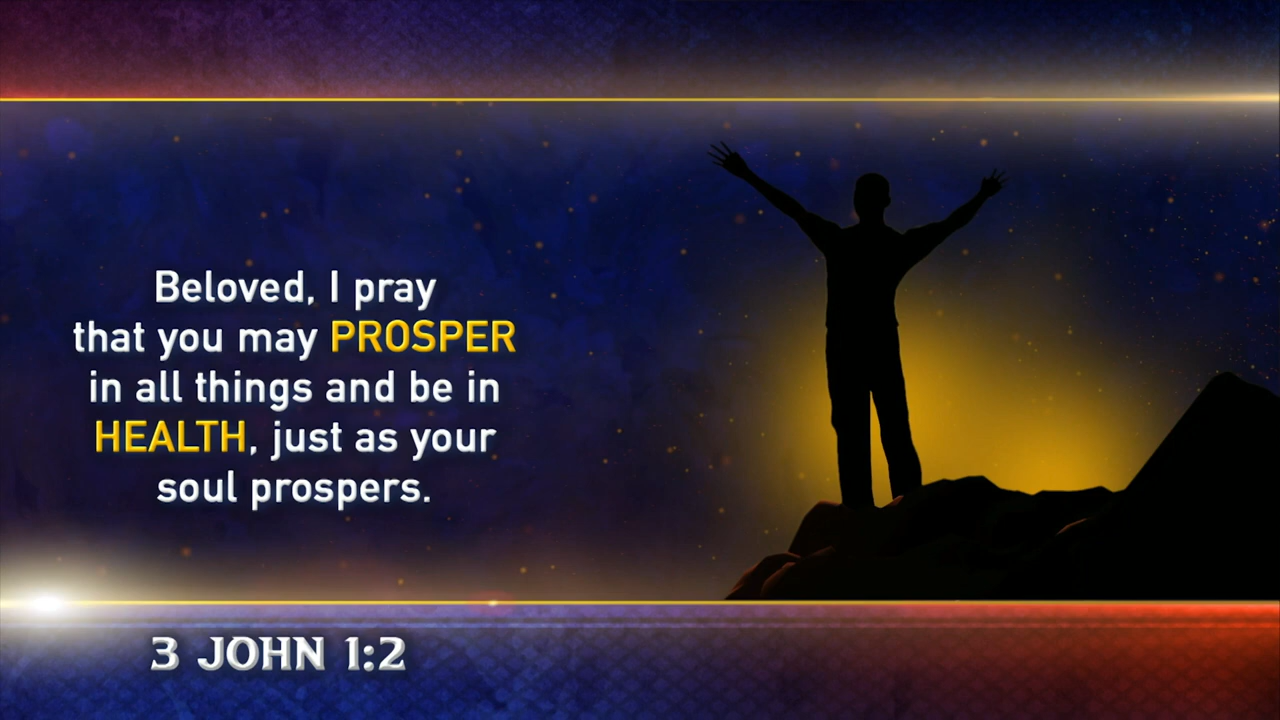 Beloved, I pray
that you may PROSPER
in all things and be in
HEALTH, just as your
soul prospers.
3 JOHN 1:2